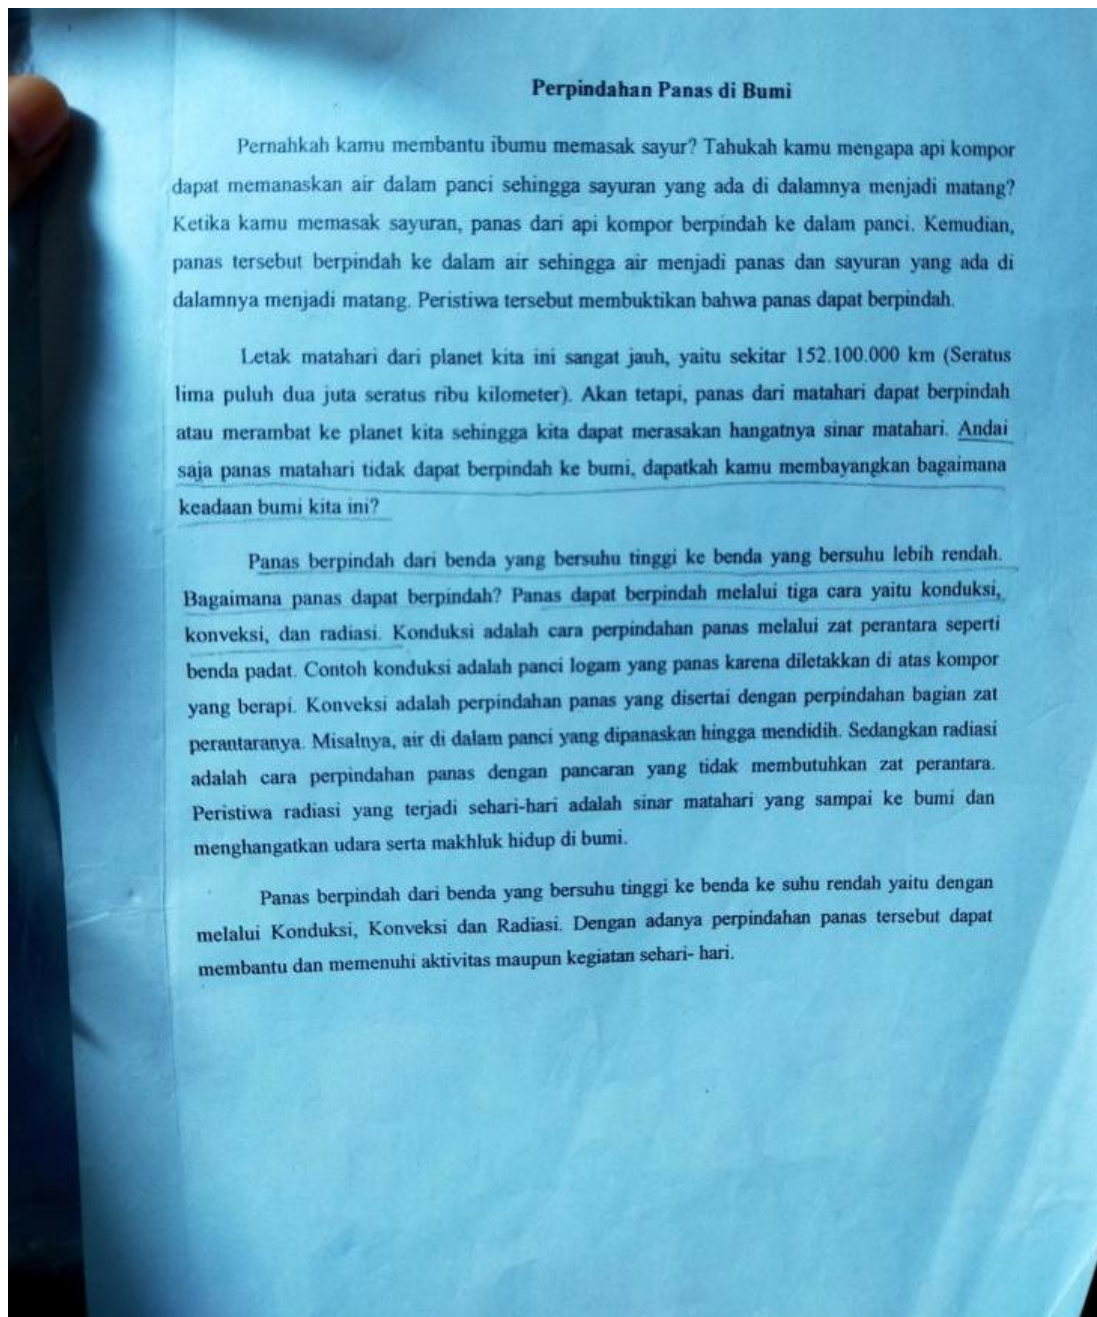 Perpindahan Panas di Bumi
Pernahkah kamu membantu ibumu memasak sayur? Tahukah kamu mengapa api kompor
dapat memanaskan air dalam panci sehingga sayuran yang ada di dalamnya menjadi matang?
Ketika kamu memasak sayuran, panas dari api kompor berpindah ke dalam panci. Kemudian,
panas tersebut berpindah ke dalam air sehingga air menjadi panas dan sayuran yang ada di
dalamnya menjadi matang. Peristiwa tersebut membuktikan bahwa panas dapat berpindah.
Letak matahari dari planet kita ini sangat jauh, yaitu sekitar 152.100.000 km (Seratus
lima puluh dua juta seratus ribu kilometer). Akan tetapi, panas dari matahari dapat berpindah
atau merambat ke planet kita sehingga kita dapat merasakan hangatnya sinar matahari. Andai
saja panas matahari tidak dapat berpindah ke bumi, dapatkah kamu membayangkan bagaimana
keadaan bumi kita ini?
Panas berpindah dari benda yang bersuhu tinggi ke benda yang bersuhu lebih rendah.
Bagaimana panas dapat berpindah? Panas dapat berpindah melalui tiga cara yaitu konduksi,
konveksi, dan radiasi. Konduksi adalah cara perpindahan panas melalui zat perantara seperti
benda padat. Contoh konduksi adalah panci logam yang panas karena diletakkan di atas kompor
yang berapi. Konveksi adalah perpindahan panas yang disertai dengan perpindahan bagian zat
perantaranya. Misalnya, air di dalam panci yang dipanaskan hingga mendidih. Sedangkan radiasi
adalah cara perpindahan panas dengan pancaran yang tidak membutuhkan zat perantara.
Peristiwa radiasi yang terjadi sehari-hari adalah sinar matahari yang sampai ke bumi dan
menghangatkan udara serta makhluk hidup di bumi.
Panas berpindah dari benda yang bersuhu tinggi ke benda ke suhu rendah yaitu dengan
melalui Konduksi, Konveksi dan Radiasi. Dengan adanya perpindahan panas tersebut dapat
membantu dan memenuhi aktivitas maupun kegiatan sehari- hari.